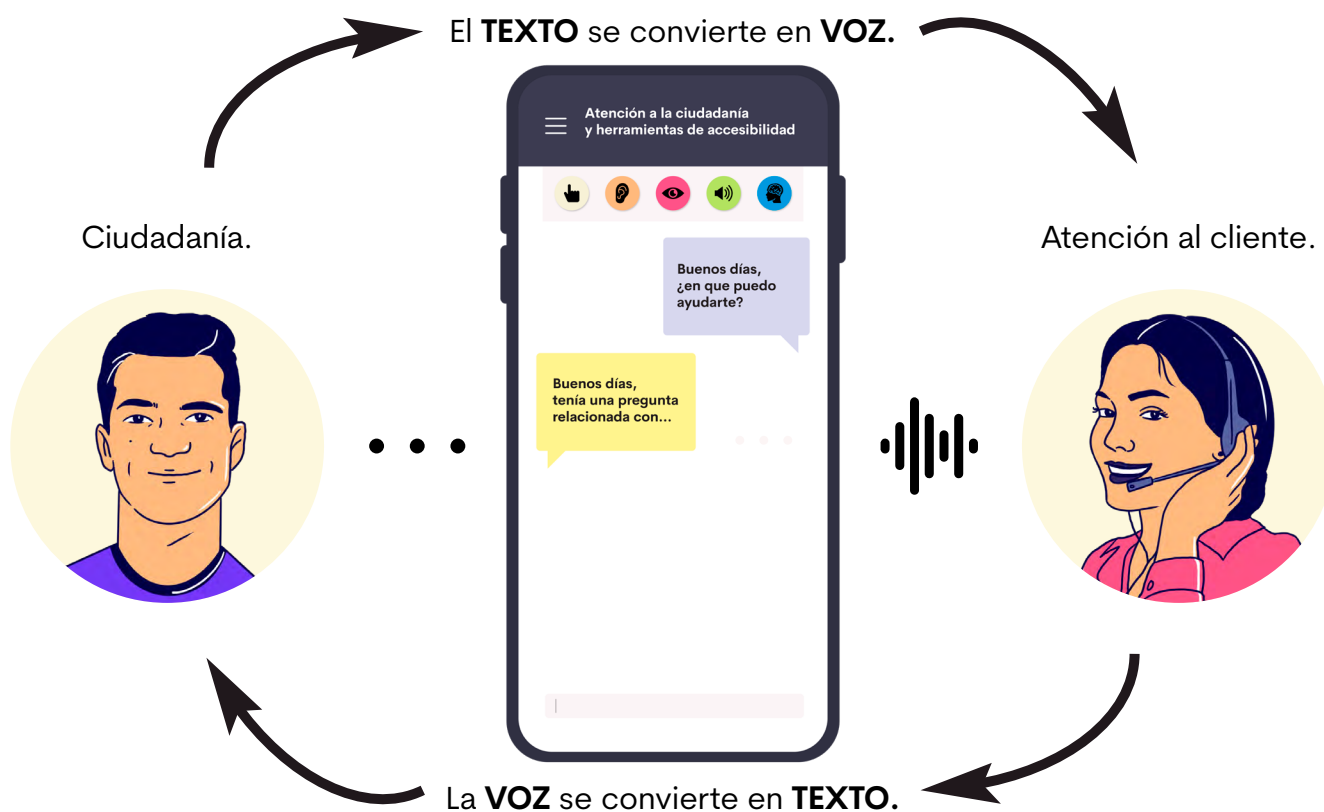 El TEXTO se convierte en VOZ.
Atención a la ciudadanía
y herramientas de accesibilidad
Ciudadanía.
Atención al cliente.
Buenos días,
¿en que puedo
ayudarte?
Buenos días,
tenía una pregunta
relacionada con...
La VOZ se convierte en TEXTO.